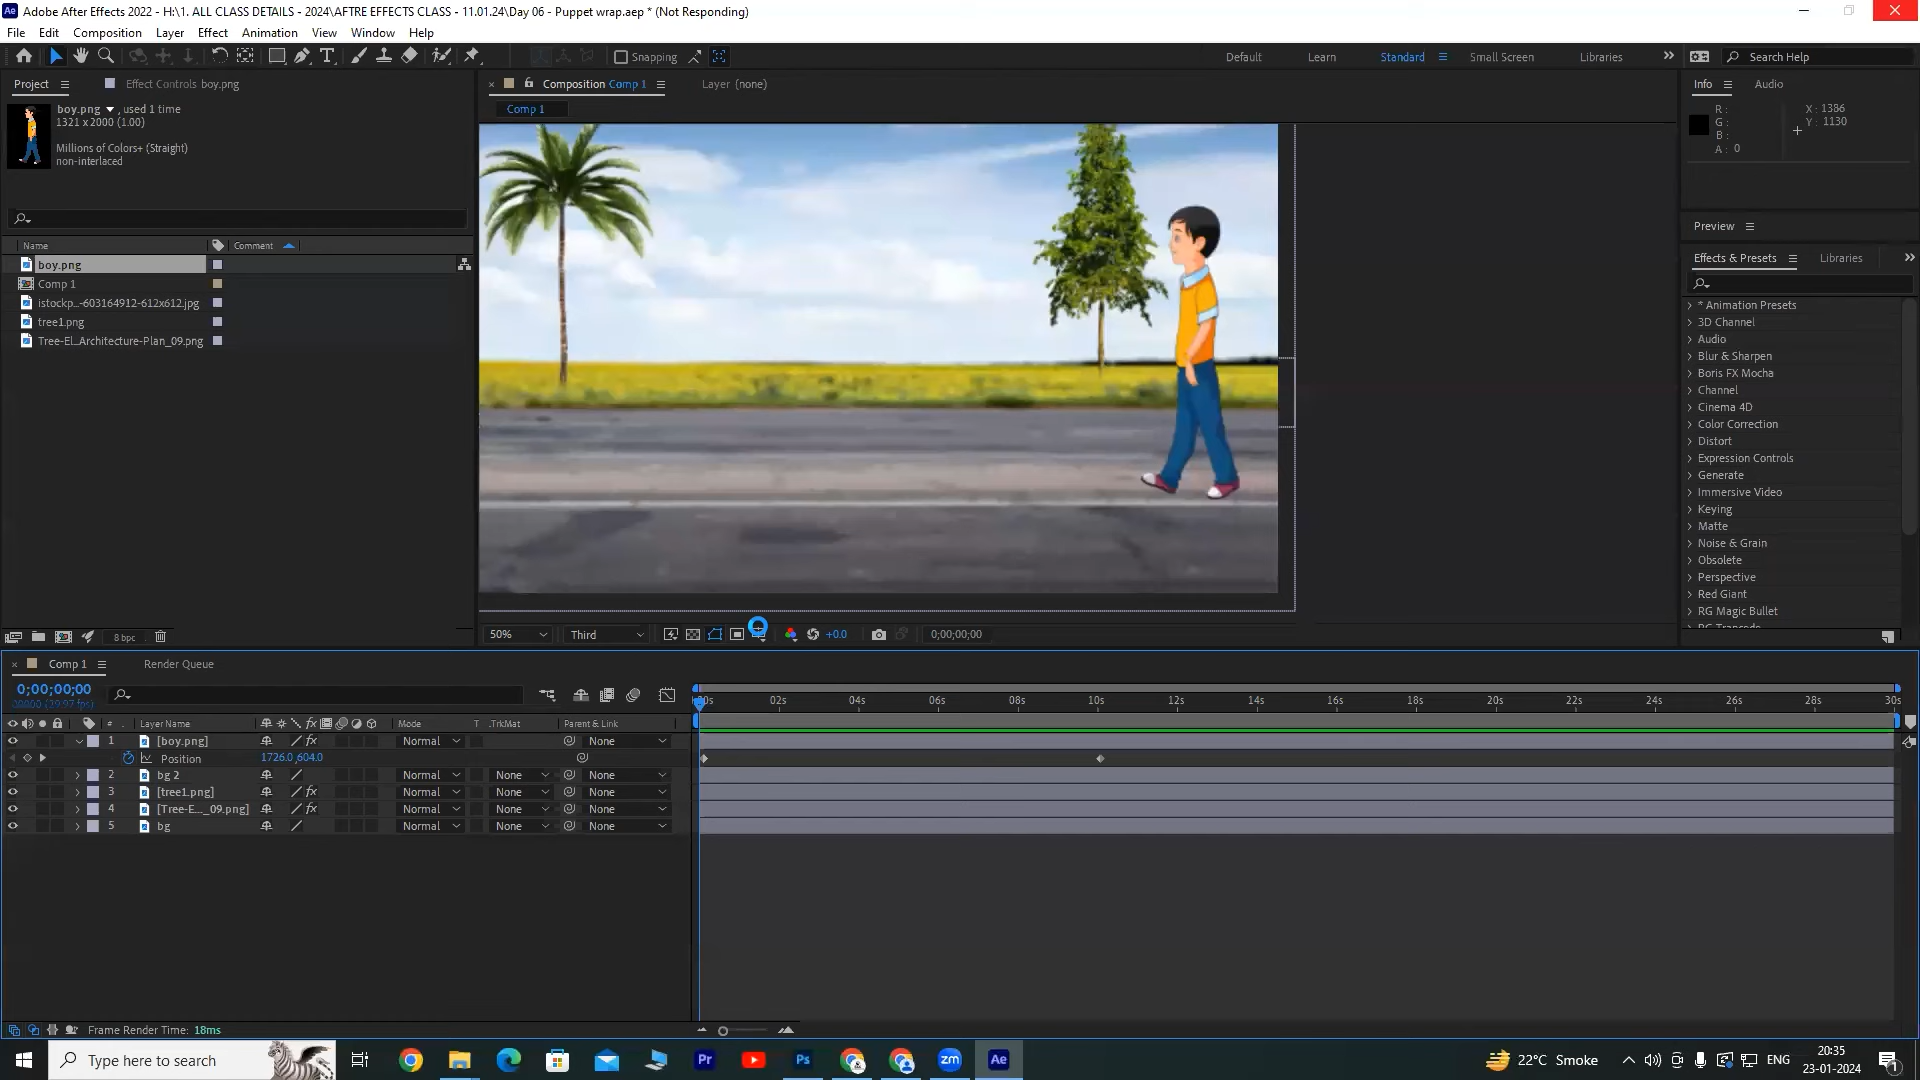 Adobe After Effects 2022 - H:\1. ALL CLASS DETAILS - 2024\AFTRE EFFECTS CLASS - 11.01.24\Day 06 - Puppet wrap.aep * (Not Responding)
File Edit Composition Layer Effect Animation View Window Help
Snapping Default Learn Standard Small Screen Libraries Search Help
Project Effect Controls boy.png
boy.png ▼ , used 1 time
1321 x 2000 (1.00)
Millions of Colors+ (Straight)
non-interlaced
Name Comment
boy.png
Comp 1
istockp...-603164912-612x612.jpg
tree1.png
Tree-El...Architecture-Plan_09.png
8 bpc
Composition Comp 1 Layer (none)
Comp 1
50% Third +0.0 0;00;00;00
Info Audio
R :
G :
B :
A : 0
X : 1386
Y : 1130
Preview
Effects & Presets Libraries
* Animation Presets
3D Channel
Audio
Blur & Sharpen
Boris FX Mocha
Channel
Cinema 4D
Color Correction
Distort
Expression Controls
Generate
Immersive Video
Keying
Matte
Noise & Grain
Obsolete
Perspective
Red Giant
RG Magic Bullet
Comp 1 Render Queue
0;00;00;00
00000 (29.97 fps)
02s 04s 06s 08s 10s 12s 14s 16s 18s 20s 22s 24s 26s 28s 30s
# Layer Name Mode T .TrkMat Parent & Link
1 [boy.png] Normal None
Position 1726.0,604.0
2 bg 2 Normal None None
3 [tree1.png] Normal None None
4 [Tree-E..._09.png] Normal None None
5 bg Normal None None
Frame Render Time: 18ms
Type here to search Pr Ps zm Ae 22°C Smoke ENG
20:35
23-01-2024